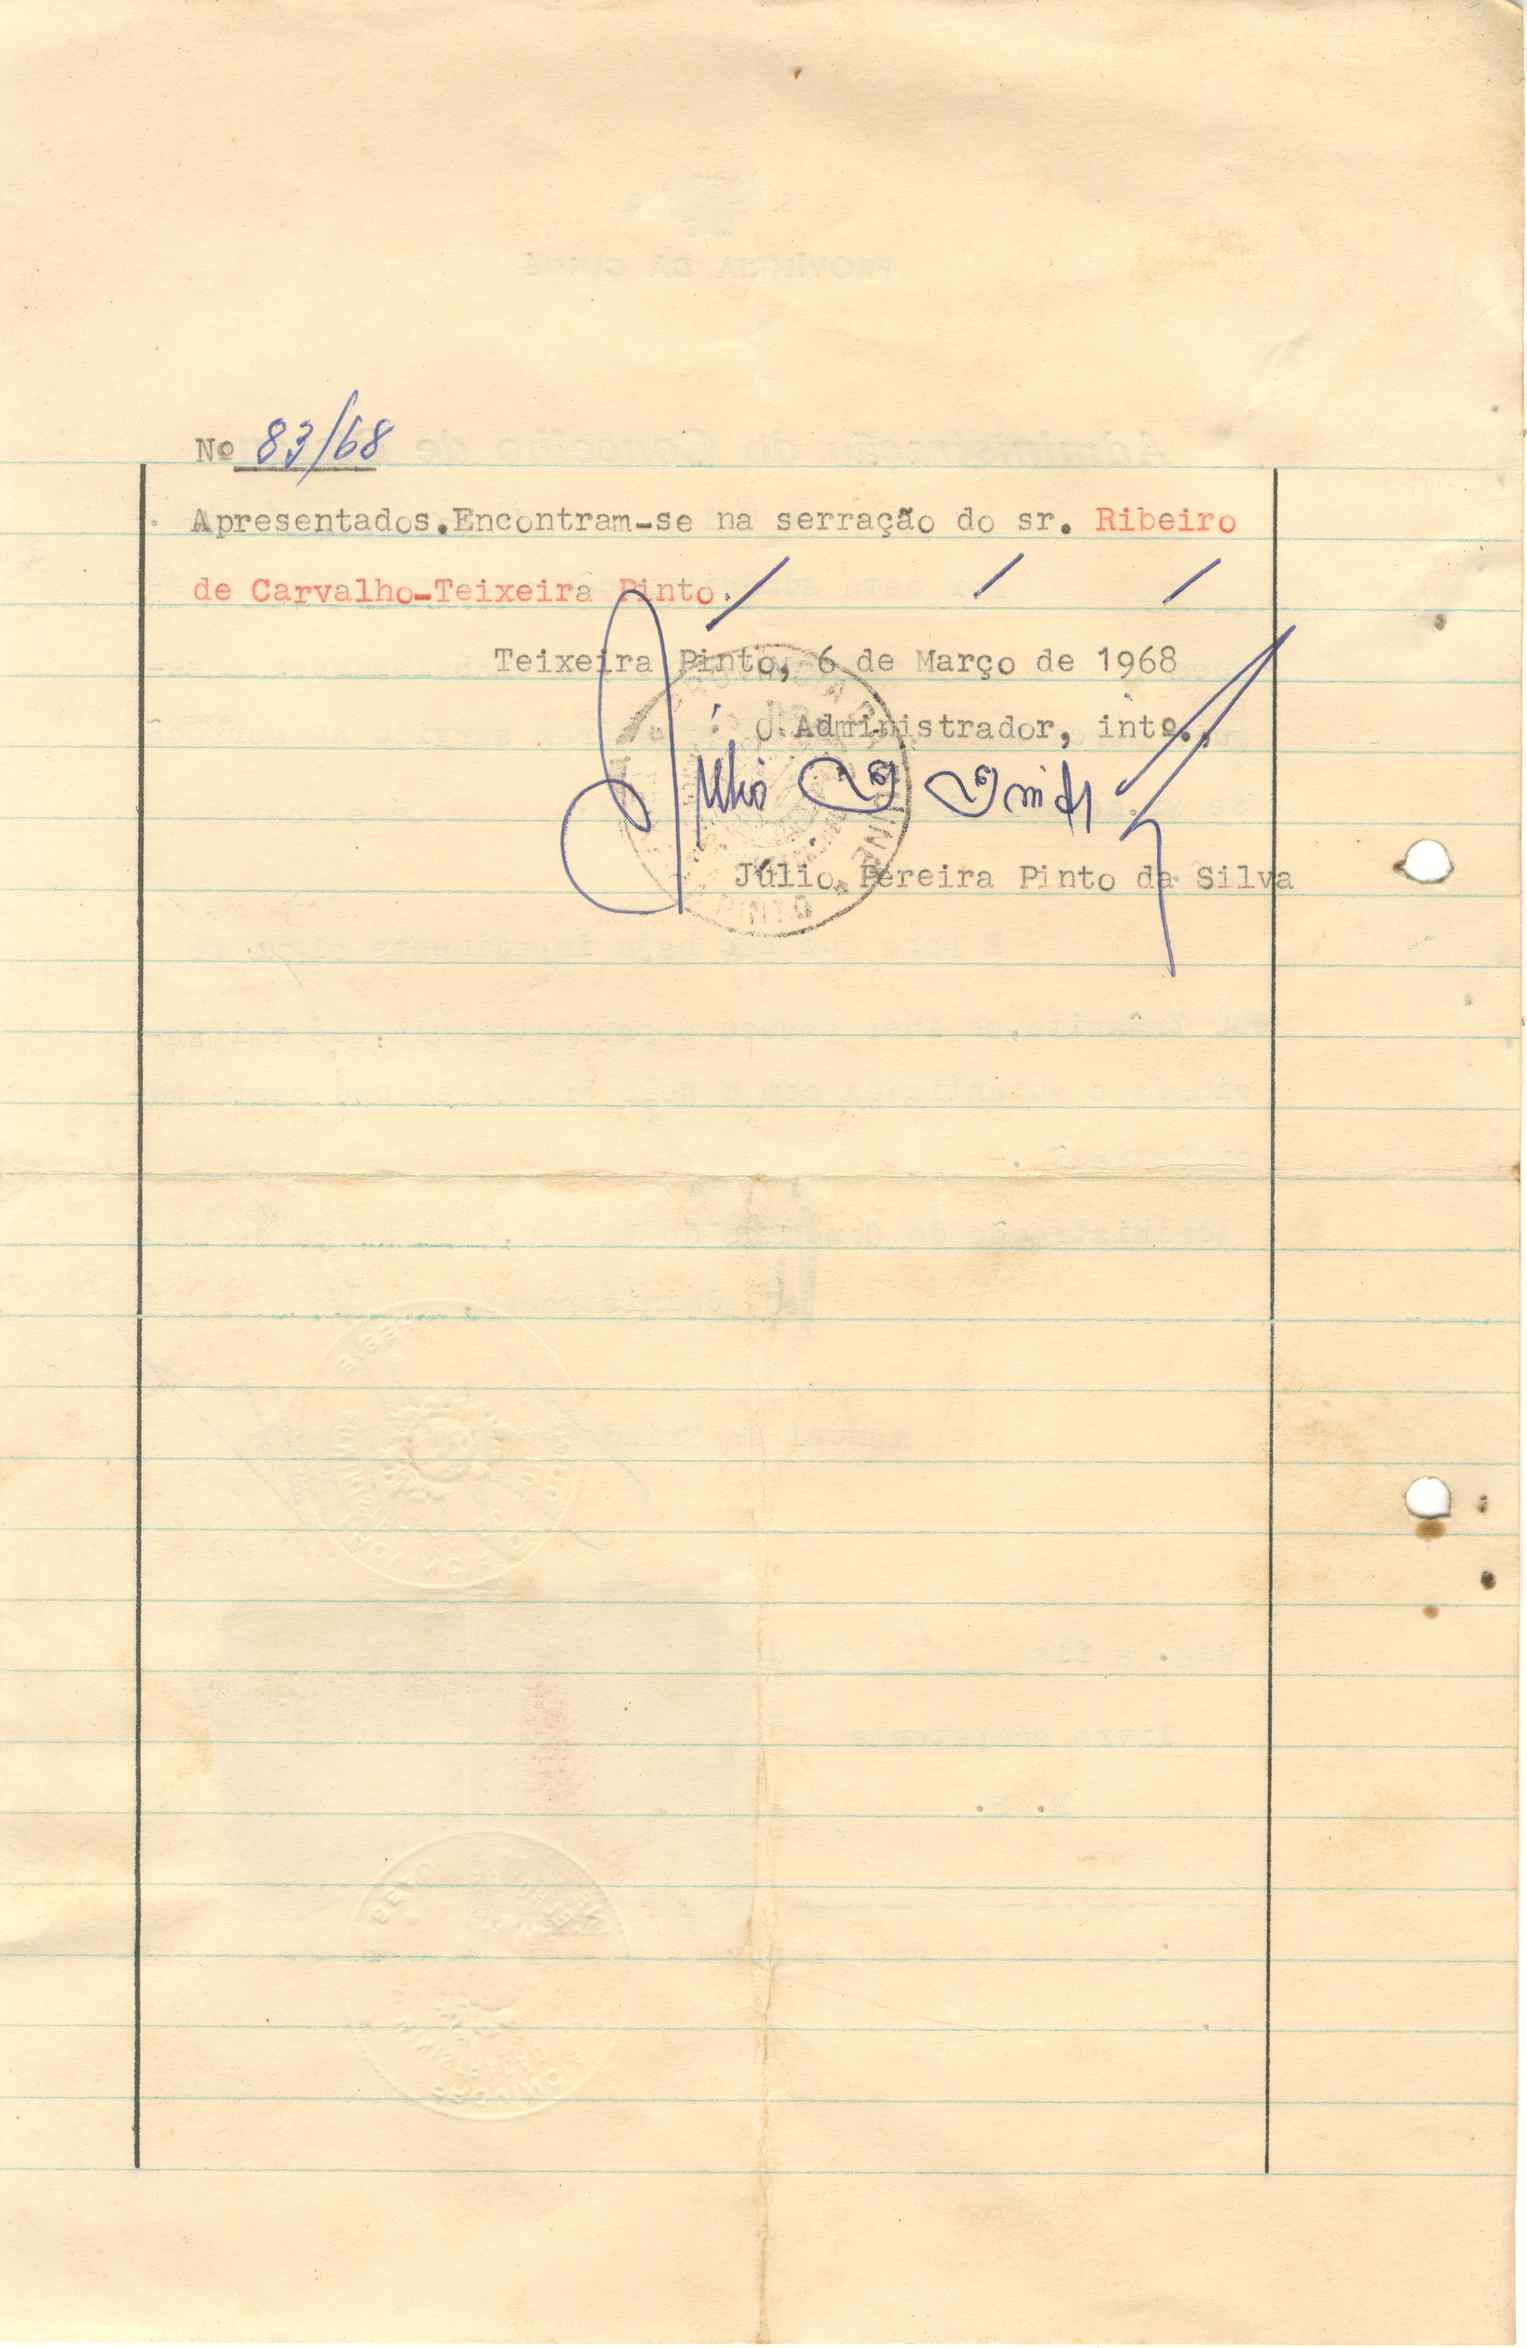 Nº 83/68
Apresentados.Encontram-se na serração do sr. Ribeiro
de Carvalho-Teixeira Pinto.
Teixeira Pinto, 6 de Março de 1968
O Administrador, intº.,
Júlio Pereira Pinto da Silva